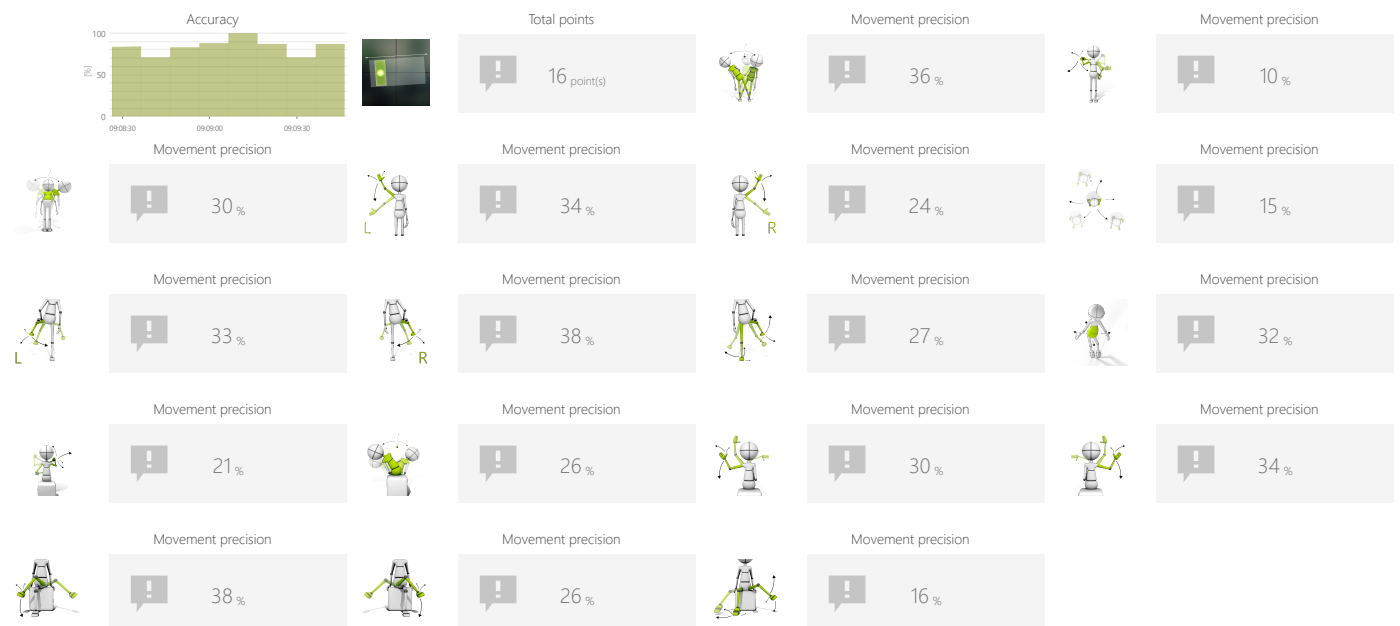 Accuracy
100
50
0
[%]
09:08:30 09:09:00 09:09:30
Total points
16 point(s)
Movement precision
36 %
Movement precision
10 %
Movement precision
30 %
Movement precision
L
34 %
Movement precision
R
24 %
Movement precision
15 %
Movement precision
L
33 %
Movement precision
R
38 %
Movement precision
27 %
Movement precision
32 %
Movement precision
21 %
Movement precision
26 %
Movement precision
30 %
Movement precision
34 %
Movement precision
38 %
Movement precision
26 %
Movement precision
16 %